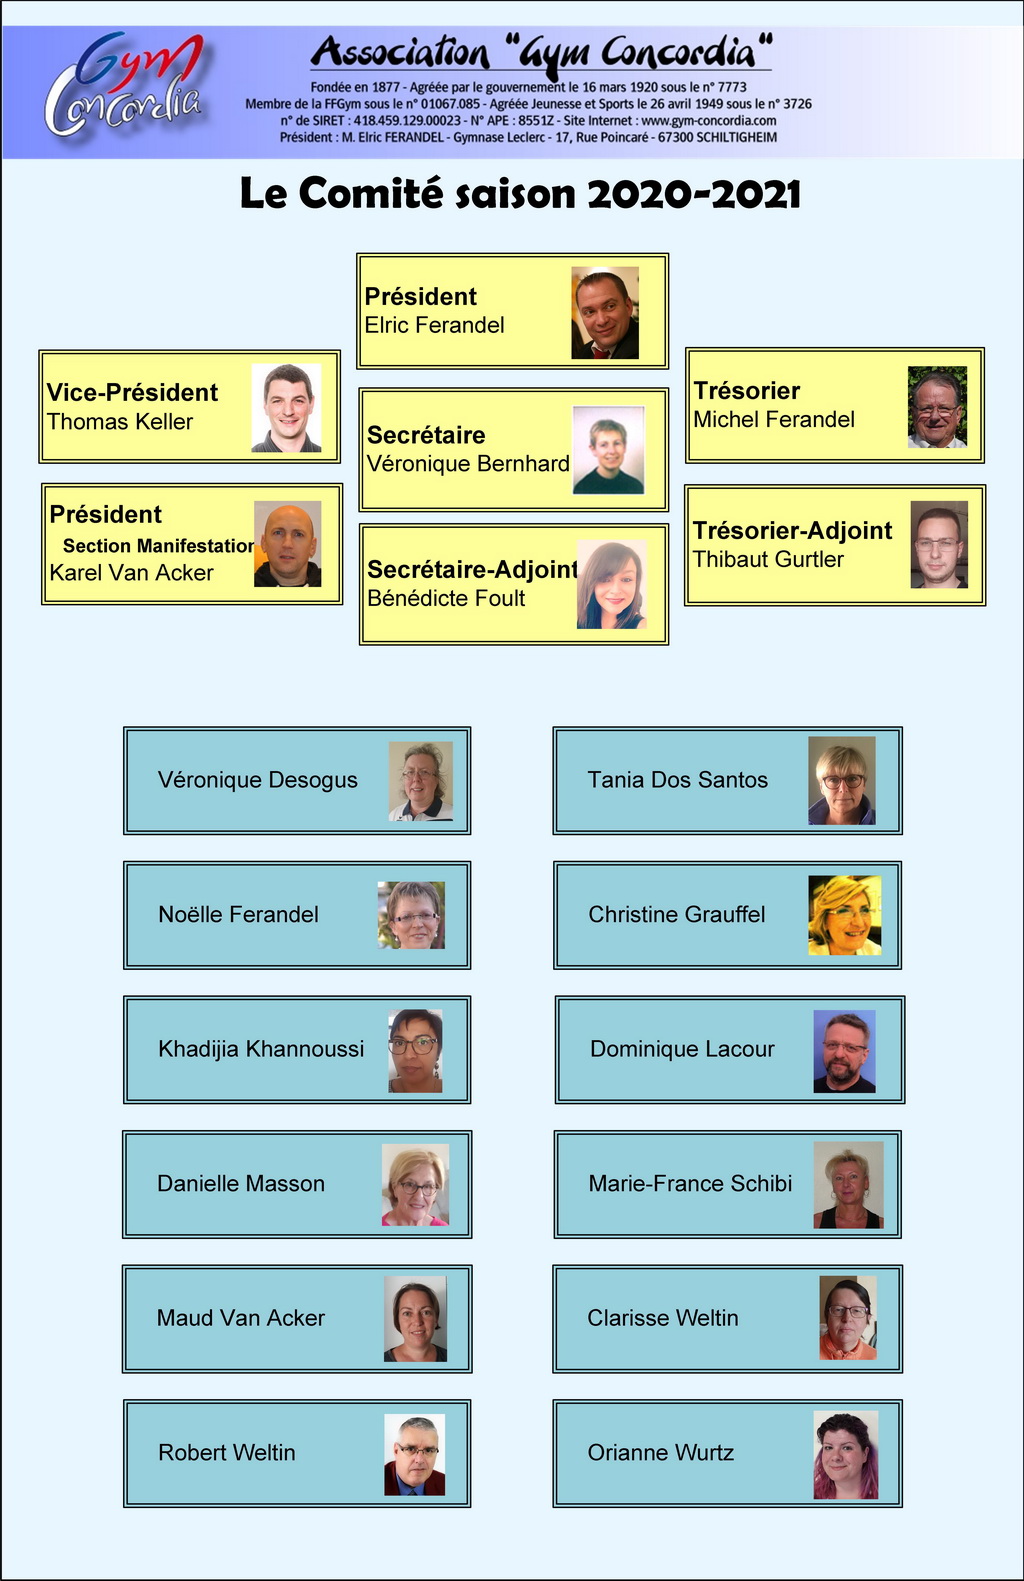 Gym
Concordia
Association "Gym Concordia"
Fondée en 1877 - Agréée par le gouvernement le 16 mars 1920 sous le n° 7773
Membre de la FFGym sous le n° 01067.085 - Agréée Jeunesse et Sports le 26 avril 1949 sous le n° 3726
n° de SIRET : 418.459.129.00023 - N° APE : 8551Z - Site Internet : www.gym-concordia.com
Président : M. Elric FERANDEL - Gymnase Leclerc - 17, Rue Poincaré - 67300 SCHILTIGHEIM
Le Comité saison 2020-2021
Président
Elric Ferandel
Vice-Président
Thomas Keller
Secrétaire
Véronique Bernhard
Trésorier
Michel Ferandel
Président
Section Manifestation
Karel Van Acker
Secrétaire-Adjoint
Bénédicte Foult
Trésorier-Adjoint
Thibaut Gurtler
Véronique Desogus
Tania Dos Santos
Noëlle Ferandel
Christine Grauffel
Khadijia Khannoussi
Dominique Lacour
Danielle Masson
Marie-France Schibi
Maud Van Acker
Clarisse Weltin
Robert Weltin
Orianne Wurtz